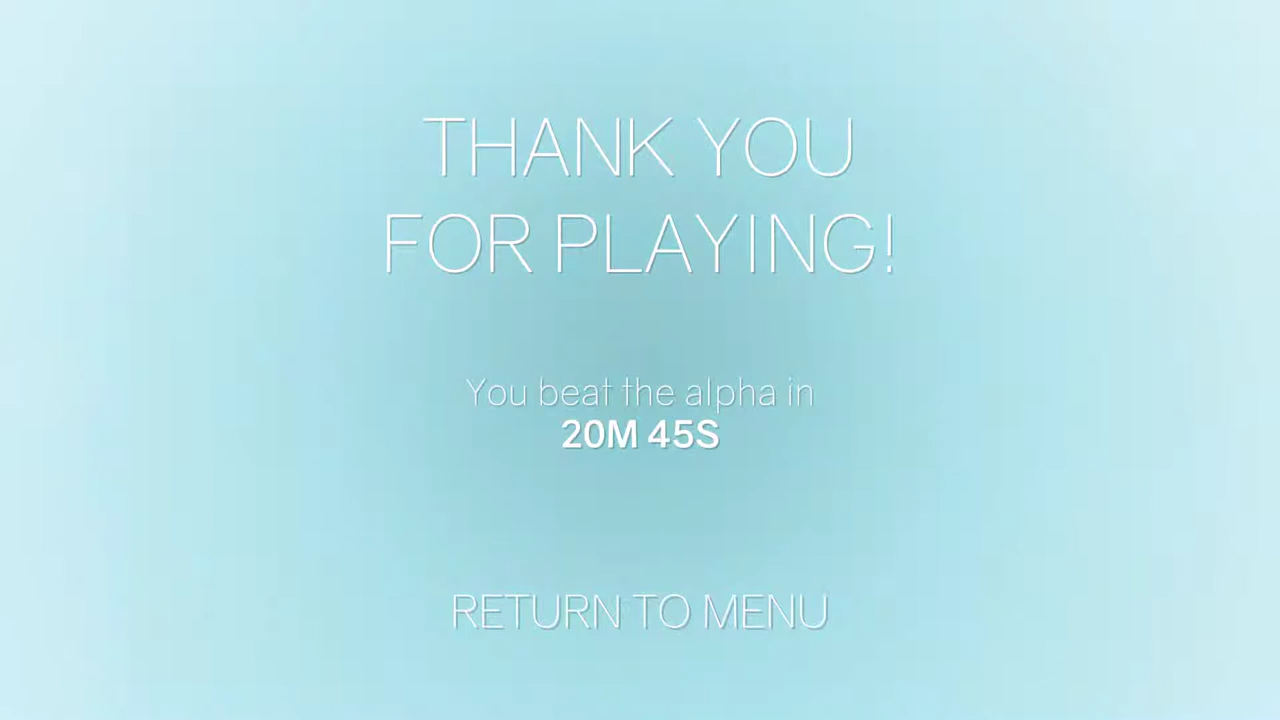 THANK YOU
FOR PLAYING!
You beat the alpha in
20M 45S
RETURN TO MENU